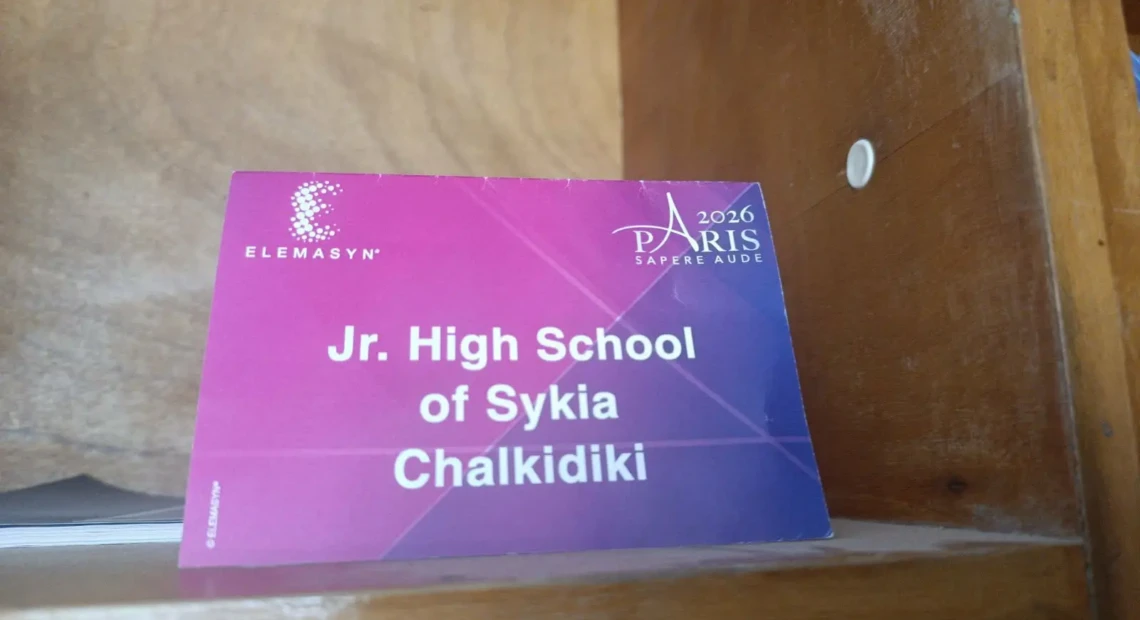 ELEMASYN®
2026
PARIS
SAPERE AUDE
Jr. High School
of Sykia
Chalkidiki
© ELEMASYN®